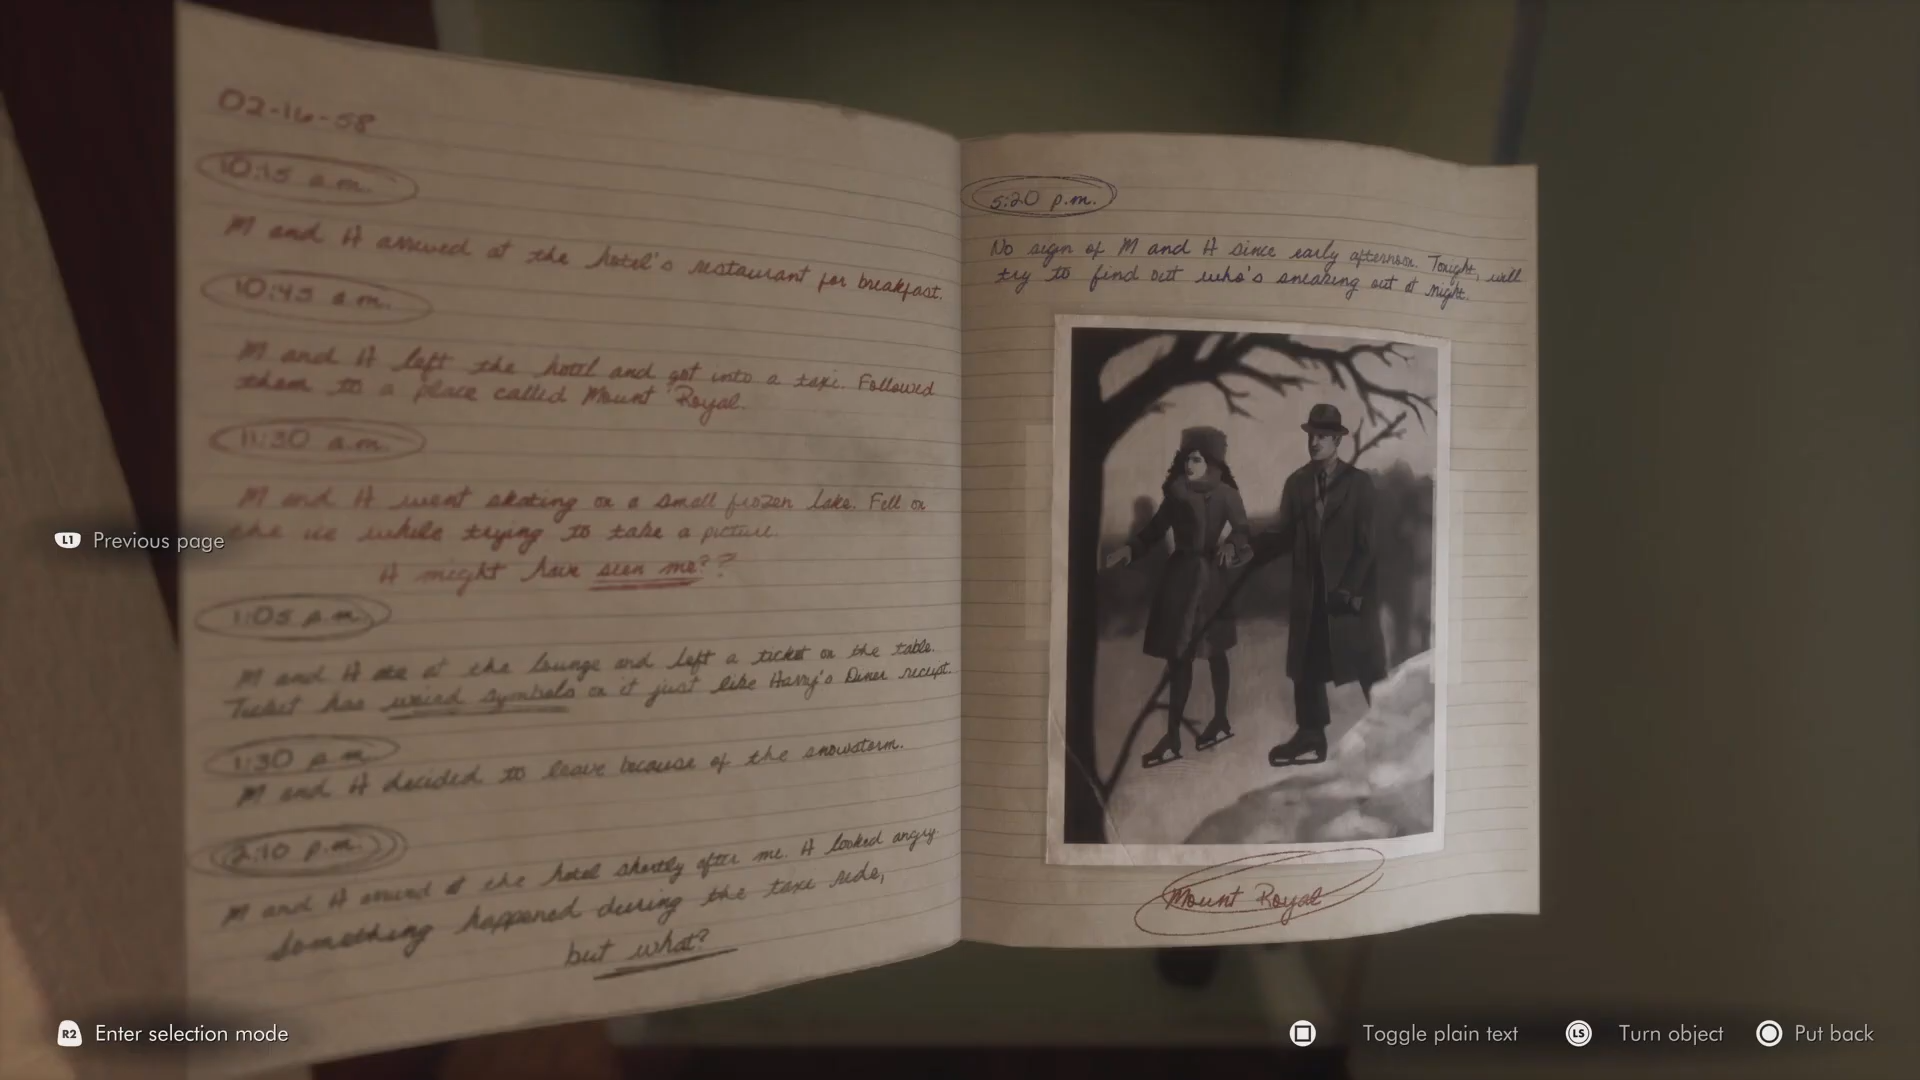 02-16-58
10:15 a.m.
M and H arrived at the hotel's restaurant for breakfast.
10:45 a.m.
M and H left the hotel and got into a taxi. Followed
them to a place called Mount Royal.
11:30 a.m.
M and H went skating on a small frozen lake. Fell on
the ice while trying to take a picture.
H might have seen me??
1:05 p.m.
M and H ate at the lounge and left a ticket on the table.
Ticket has weird symbols on it just like Harry's Diner receipt.
1:30 p.m.
M and H decided to leave because of the snowstorm.
2:10 p.m.
M and H arrived at the hotel shortly after me. H looked angry.
Something happened during the taxi ride,
but what?
5:20 p.m.
No sign of M and H since early afternoon. Tonight, will
try to find out who's sneaking out at night.
Mount Royal
L1 Previous page
R2 Enter selection mode
Toggle plain text
LS Turn object
Put back